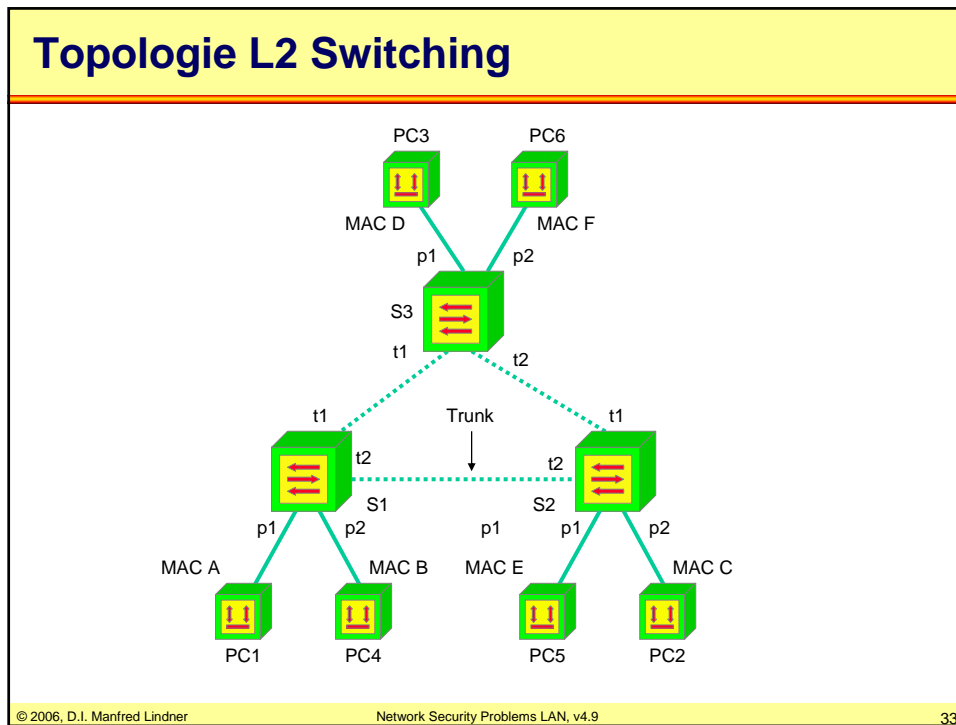 Topologie L2 Switching
PC3 PC6
MAC D MAC F
p1 p2
S3
t1 t2
t1 Trunk t1
t2 t2
S1 S2
p1 p2 p1 p1 p2
MAC A MAC B MAC E MAC C
PC1 PC4 PC5 PC2
© 2006, D.I. Manfred Lindner Network Security Problems LAN, v4.9 33